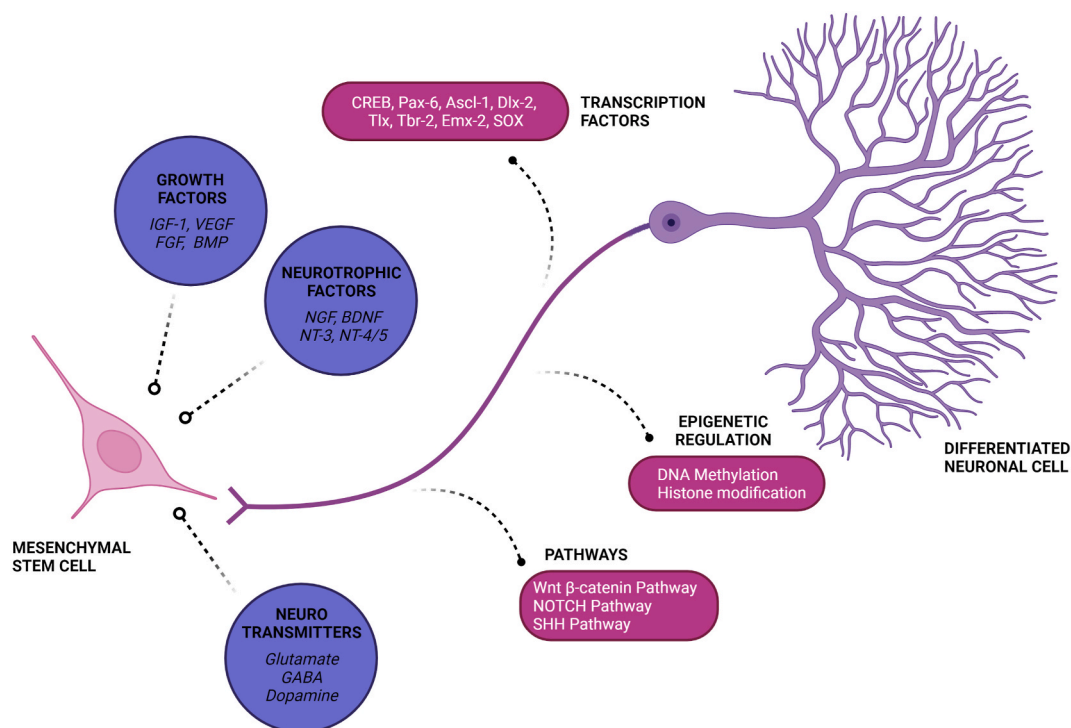 CREB, Pax-6, Ascl-1, Dlx-2,
Tlx, Tbr-2, Emx-2, SOX
TRANSCRIPTION
FACTORS
GROWTH
FACTORS
IGF-1, VEGF
FGF, BMP
NEUROTROPHIC
FACTORS
NGF, BDNF
NT-3, NT-4/5
EPIGENETIC
REGULATION
DNA Methylation
Histone modification
DIFFERENTIATED
NEURONAL CELL
MESENCHYMAL
STEM CELL
PATHWAYS
Wnt β-catenin Pathway
NOTCH Pathway
SHH Pathway
NEURO
TRANSMITTERS
Glutamate
GABA
Dopamine